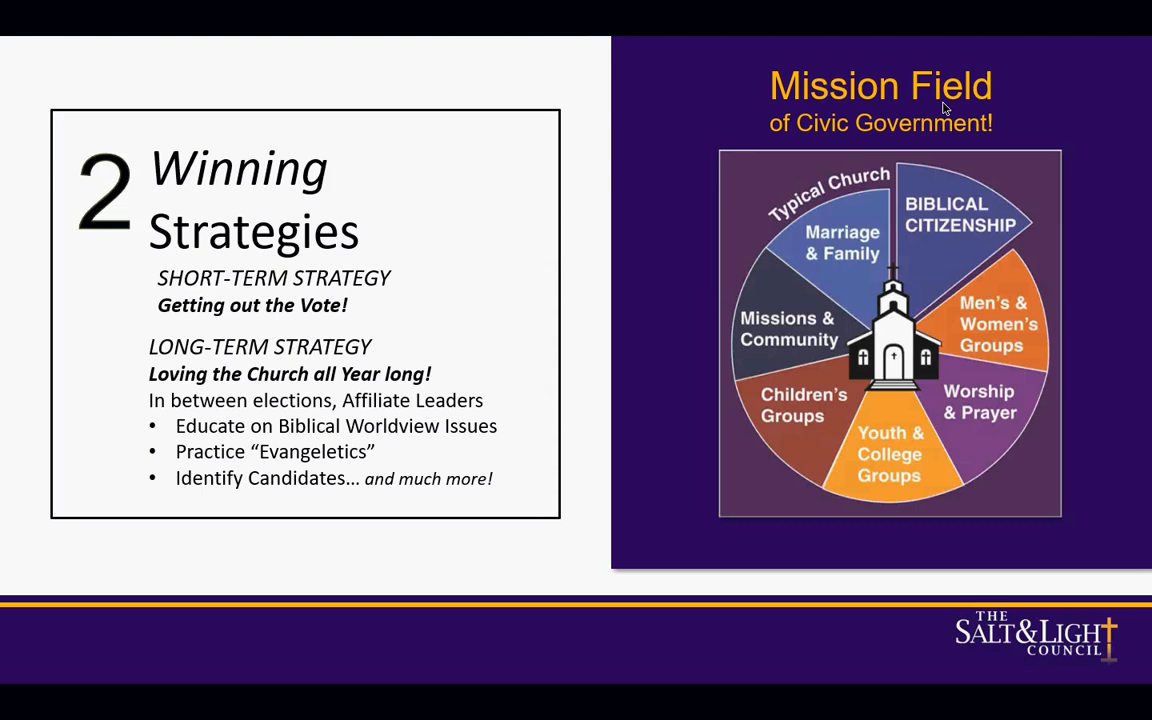 2
Winning
Strategies
SHORT-TERM STRATEGY
Getting out the Vote!
LONG-TERM STRATEGY
Loving the Church all Year long!
In between elections, Affiliate Leaders
• Educate on Biblical Worldview Issues
• Practice “Evangeletics”
• Identify Candidates... and much more!
Mission Field
of Civic Government!
Typical Church
BIBLICAL
CITIZENSHIP
Marriage
& Family
Men's &
Women's
Groups
Missions &
Community
Worship
& Prayer
Children's
Groups
Youth &
College
Groups
THE
SALT&LIGHT
COUNCIL